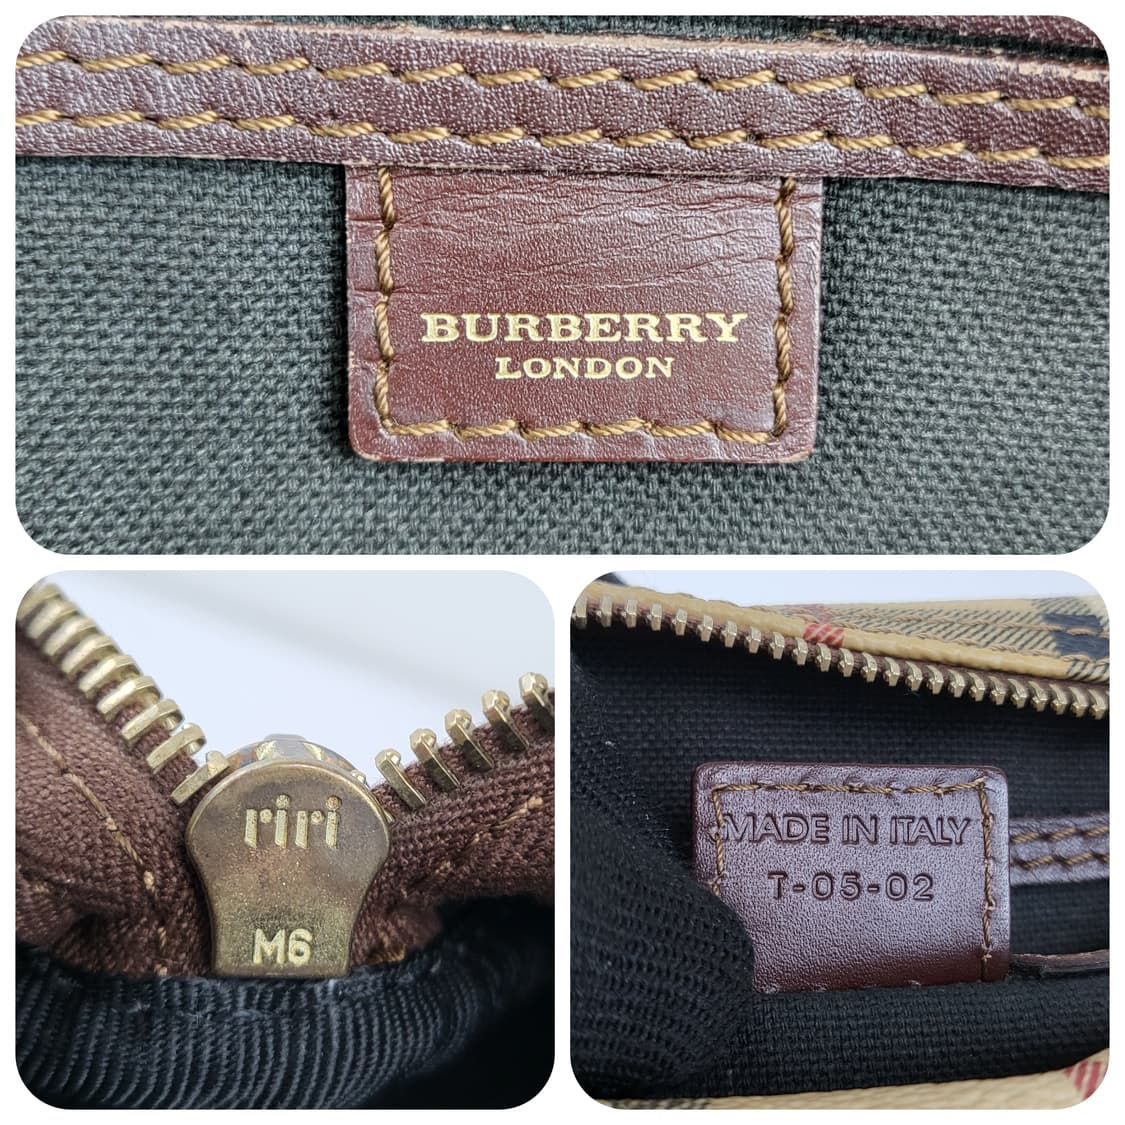 BURBERRY
LONDON
riri
M6
MADE IN ITALY
T-05-02